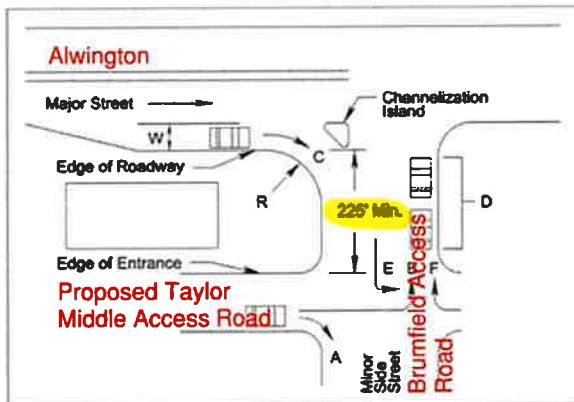 Alwington
Major Street
Channelization
Island
W
C
Edge of Roadway
R
225' Min.
D
Edge of Entrance
E B F
Proposed Taylor
Middle Access Road
A
Minor
Side
Street
Brumfield Access
Road